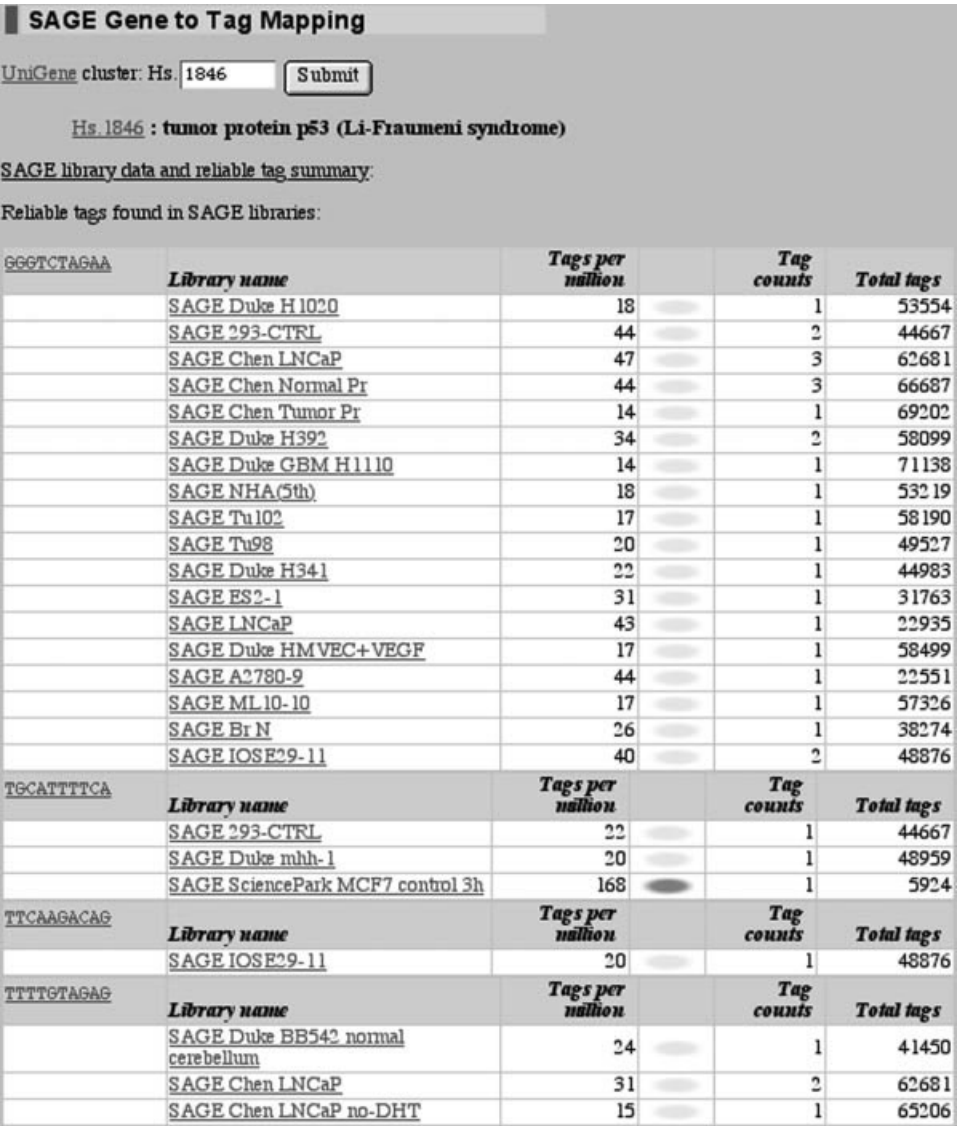 SAGE Gene to Tag Mapping
UniGene cluster: Hs. 1846 Submit
Hs.1846 : tumor protein p53 (Li-Fraumeni syndrome)
SAGE library data and reliable tag summary:
Reliable tags found in SAGE libraries:
GGGTCTAGAA Library name Tags per million Tag counts Total tags
SAGE Duke H1020 18 1 53554
SAGE 293-CTRL 44 2 44667
SAGE Chen LNCaP 47 3 62681
SAGE Chen Normal Pr 44 3 66687
SAGE Chen Tumor Pr 14 1 69202
SAGE Duke H392 34 2 58099
SAGE Duke GBM H1110 14 1 71138
SAGE NHA(5th) 18 1 53219
SAGE Tu102 17 1 58190
SAGE Tu98 20 1 49527
SAGE Duke H341 22 1 44983
SAGE ES2-1 31 1 31763
SAGE LNCaP 43 1 22935
SAGE Duke HMVEC+VEGF 17 1 58499
SAGE A2780-9 44 1 22551
SAGE ML10-10 17 1 57326
SAGE Br N 26 1 38274
SAGE IOSE29-11 40 2 48876
TGCATTTTCA Library name Tags per million Tag counts Total tags
SAGE 293-CTRL 22 1 44667
SAGE Duke mhh-1 20 1 48959
SAGE SciencePark MCF7 control 3h 168 1 5924
TTCAAGACAG Library name Tags per million Tag counts Total tags
SAGE IOSE29-11 20 1 48876
TTTTGTAGAG Library name Tags per million Tag counts Total tags
SAGE Duke BB542 normal
cerebellum 24 1 41450
SAGE Chen LNCaP 31 2 62681
SAGE Chen LNCaP no-DHT 15 1 65206